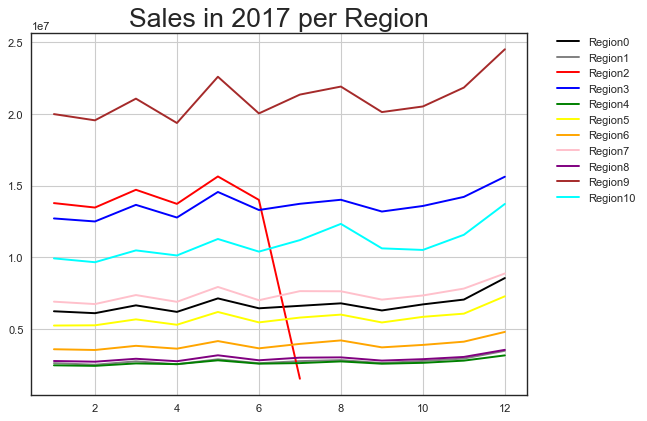 Sales in 2017 per Region
1e7
2.5
2.0
1.5
1.0
0.5
2 4 6 8 10 12
Region0
Region1
Region2
Region3
Region4
Region5
Region6
Region7
Region8
Region9
Region10